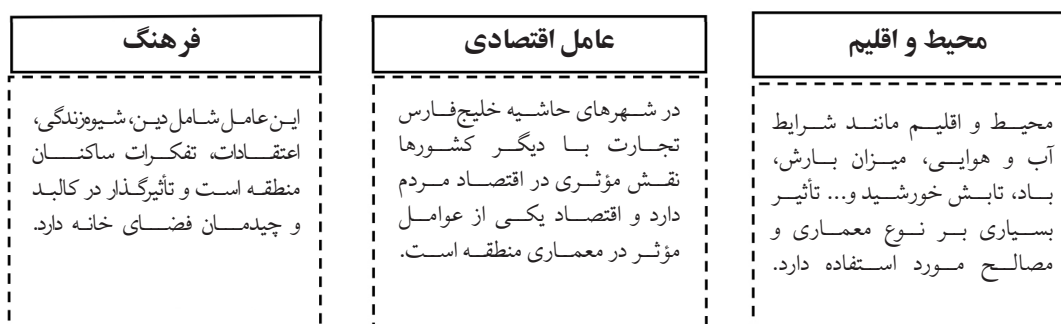 محیط و اقلیم
محیط و اقلیم مانند شرایط
آب و هوایی، میزان بارش،
باد، تابش خورشید و... تأثیر
بسیاری بر نوع معماری و
مصالح مورد استفاده دارد.
عامل اقتصادی
در شهرهای حاشیه خلیج‌فارس
تجارت با دیگر کشورها
نقش مؤثری در اقتصاد مردم
دارد و اقتصاد یکی از عوامل
مؤثر در معماری منطقه است.
فرهنگ
این عامل شامل دین، شیوه‌زندگی،
اعتقادات، تفکرات ساکنان
منطقه است و تأثیرگذار در کالبد
و چیدمان فضای خانه دارد.